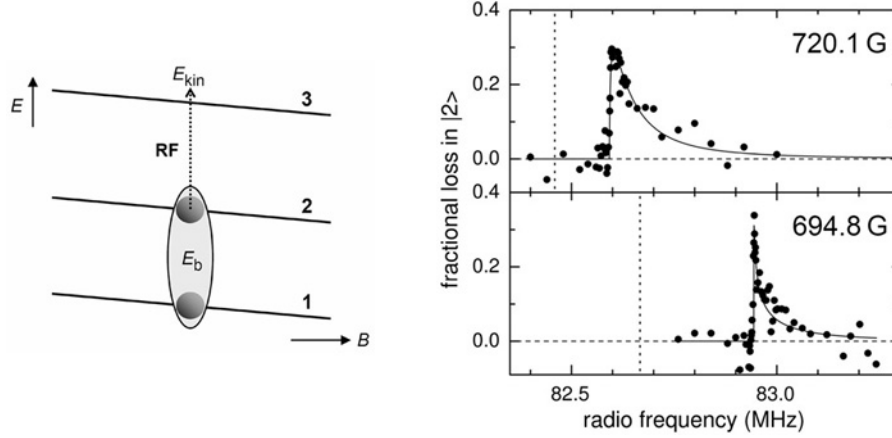 E
E_kin
3
RF
2
E_b
1
B
fractional loss in |2>
0.4
0.2
0.0
720.1 G
0.4
0.2
0.0
694.8 G
82.5
83.0
radio frequency (MHz)